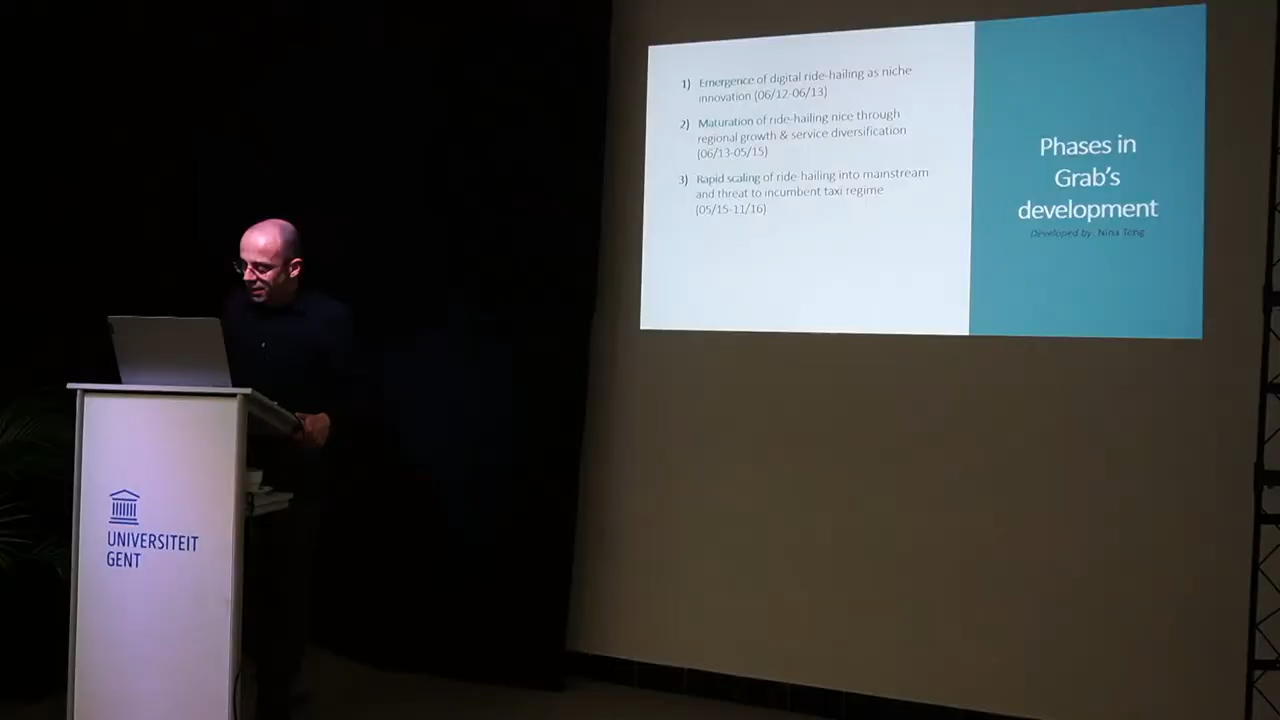 1) Emergence of digital ride-hailing as niche
innovation (06/12-06/13)
2) Maturation of ride-hailing nice through
regional growth & service diversification
(06/13-05/15)
3) Rapid scaling of ride-hailing into mainstream
and threat to incumbent taxi regime
(05/15-11/16)
Phases in
Grab's
development
Developed by: Nina Tong
UNIVERSITEIT
GENT